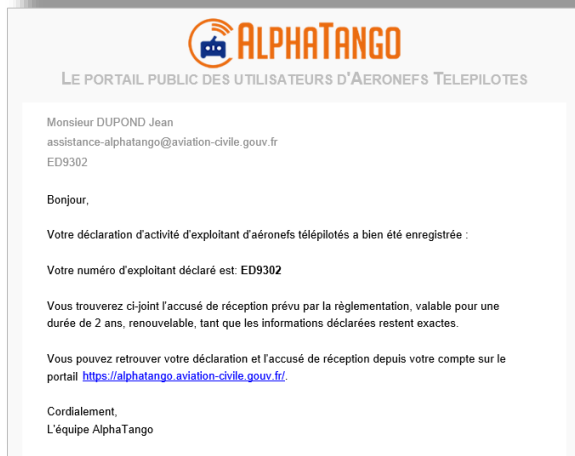 ALPHATANGO
LE PORTAIL PUBLIC DES UTILISATEURS D'AERONEFS TELEPILOTES
Monsieur DUPOND Jean
assistance-alphatango@aviation-civile.gouv.fr
ED9302
Bonjour,
Votre déclaration d'activité d'exploitant d'aéronefs télépilotés a bien été enregistrée :
Votre numéro d'exploitant déclaré est: ED9302
Vous trouverez ci-joint l'accusé de réception prévu par la règlementation, valable pour une
durée de 2 ans, renouvelable, tant que les informations déclarées restent exactes.
Vous pouvez retrouver votre déclaration et l'accusé de réception depuis votre compte sur le
portail https://alphatango.aviation-civile.gouv.fr/.
Cordialement,
L'équipe AlphaTango